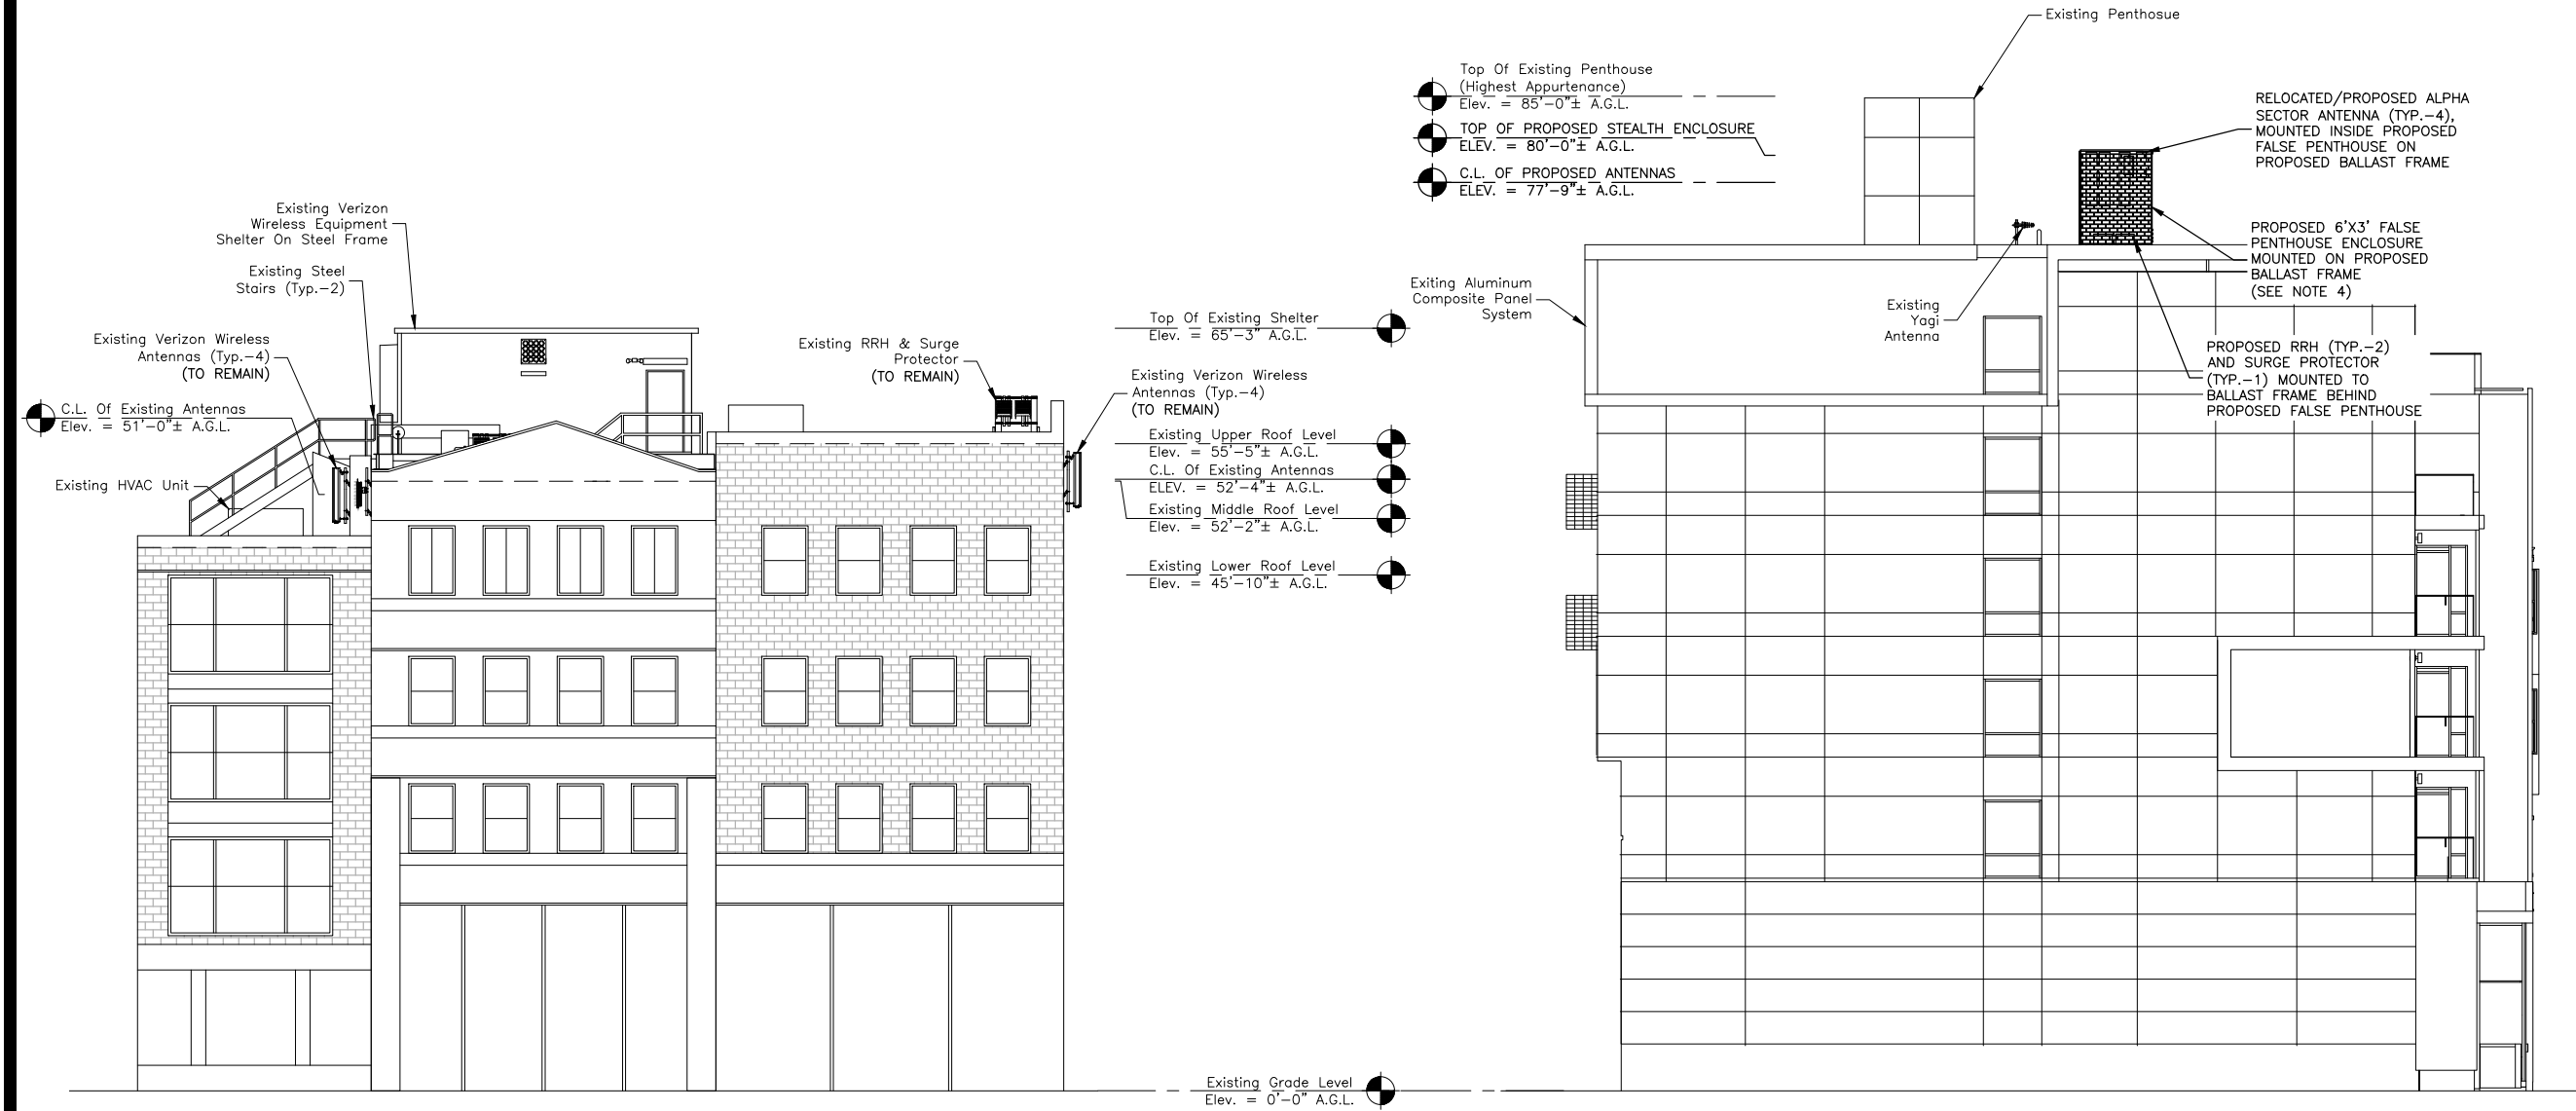 Existing Penthosue
Top Of Existing Penthouse
(Highest Appurtenance)
Elev. = 85'-0"± A.G.L.
TOP OF PROPOSED STEALTH ENCLOSURE
ELEV. = 80'-0"± A.G.L.
C.L. OF PROPOSED ANTENNAS
ELEV. = 77'-9"± A.G.L.
RELOCATED/PROPOSED ALPHA
SECTOR ANTENNA (TYP.-4),
MOUNTED INSIDE PROPOSED
FALSE PENTHOUSE ON
PROPOSED BALLAST FRAME
PROPOSED 6'X3' FALSE
PENTHOUSE ENCLOSURE
MOUNTED ON PROPOSED
BALLAST FRAME
(SEE NOTE 4)
PROPOSED RRH (TYP.-2)
AND SURGE PROTECTOR
(TYP.-1) MOUNTED TO
BALLAST FRAME BEHIND
PROPOSED FALSE PENTHOUSE
Existing
Yagi
Antenna
Exiting Aluminum
Composite Panel
System
Existing Verizon
Wireless Equipment
Shelter On Steel Frame
Existing Steel
Stairs (Typ.-2)
Existing Verizon Wireless
Antennas (Typ.-4)
(TO REMAIN)
C.L. Of Existing Antennas
Elev. = 51'-0"± A.G.L.
Existing HVAC Unit
Existing RRH & Surge
Protector
(TO REMAIN)
Existing Verizon Wireless
Antennas (Typ.-4)
(TO REMAIN)
Top Of Existing Shelter
Elev. = 65'-3" A.G.L.
Existing Upper Roof Level
Elev. = 55'-5"± A.G.L.
C.L. Of Existing Antennas
ELEV. = 52'-4"± A.G.L.
Existing Middle Roof Level
Elev. = 52'-2"± A.G.L.
Existing Lower Roof Level
Elev. = 45'-10"± A.G.L.
Existing Grade Level
Elev. = 0'-0" A.G.L.